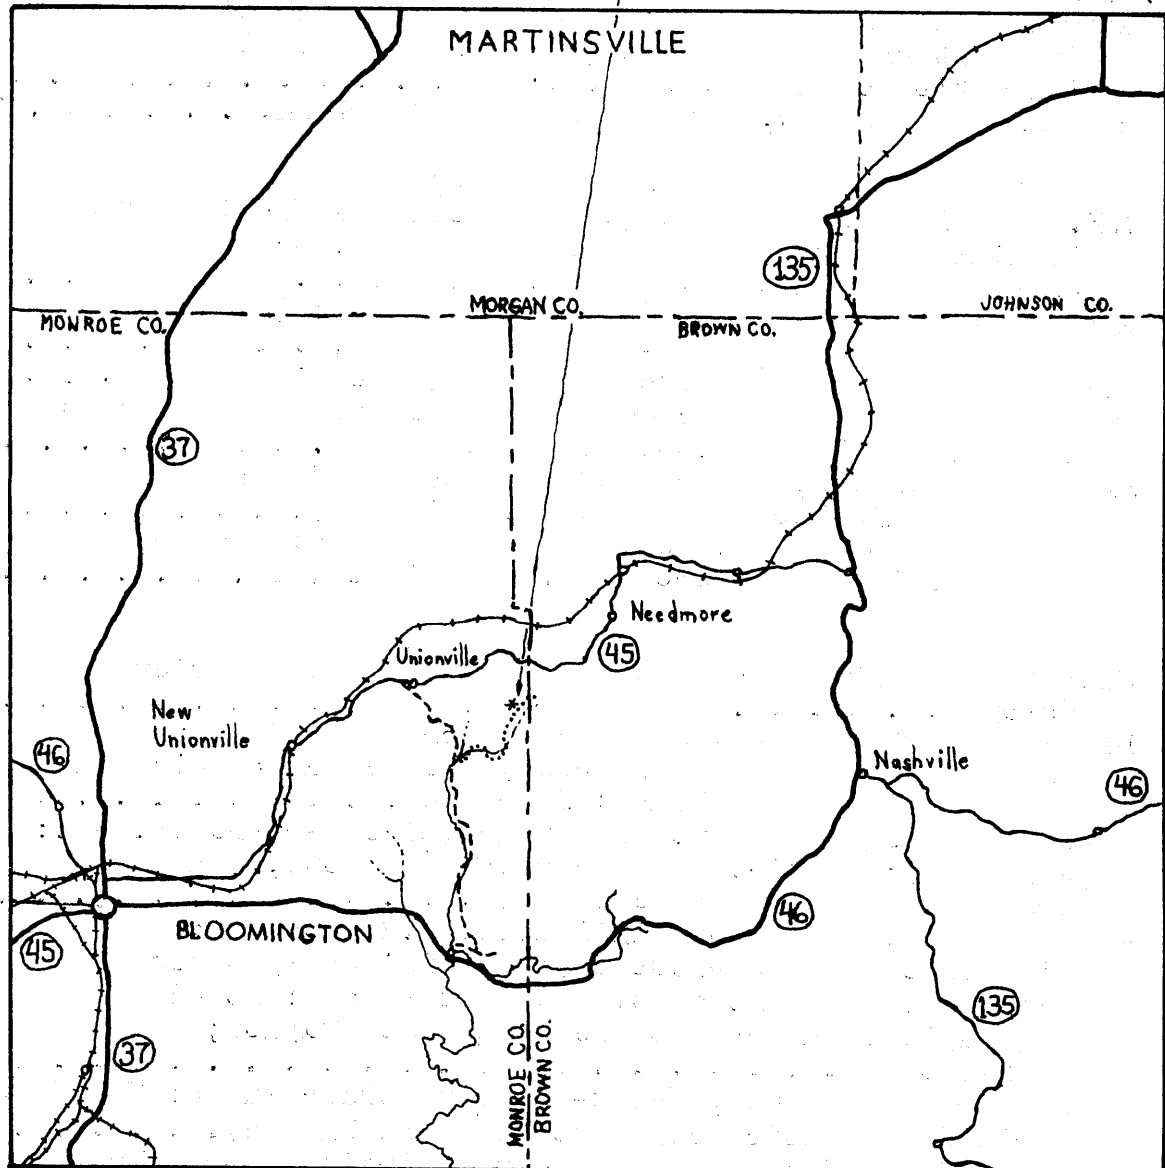 MARTINSVILLE
135
MONROE CO.
MORGAN CO.
BROWN CO.
JOHNSON CO.
37
Needmore
45
Unionville
New
Unionville
46
Nashville
46
BLOOMINGTON
46
45
135
37
MONROE CO.
BROWN CO.